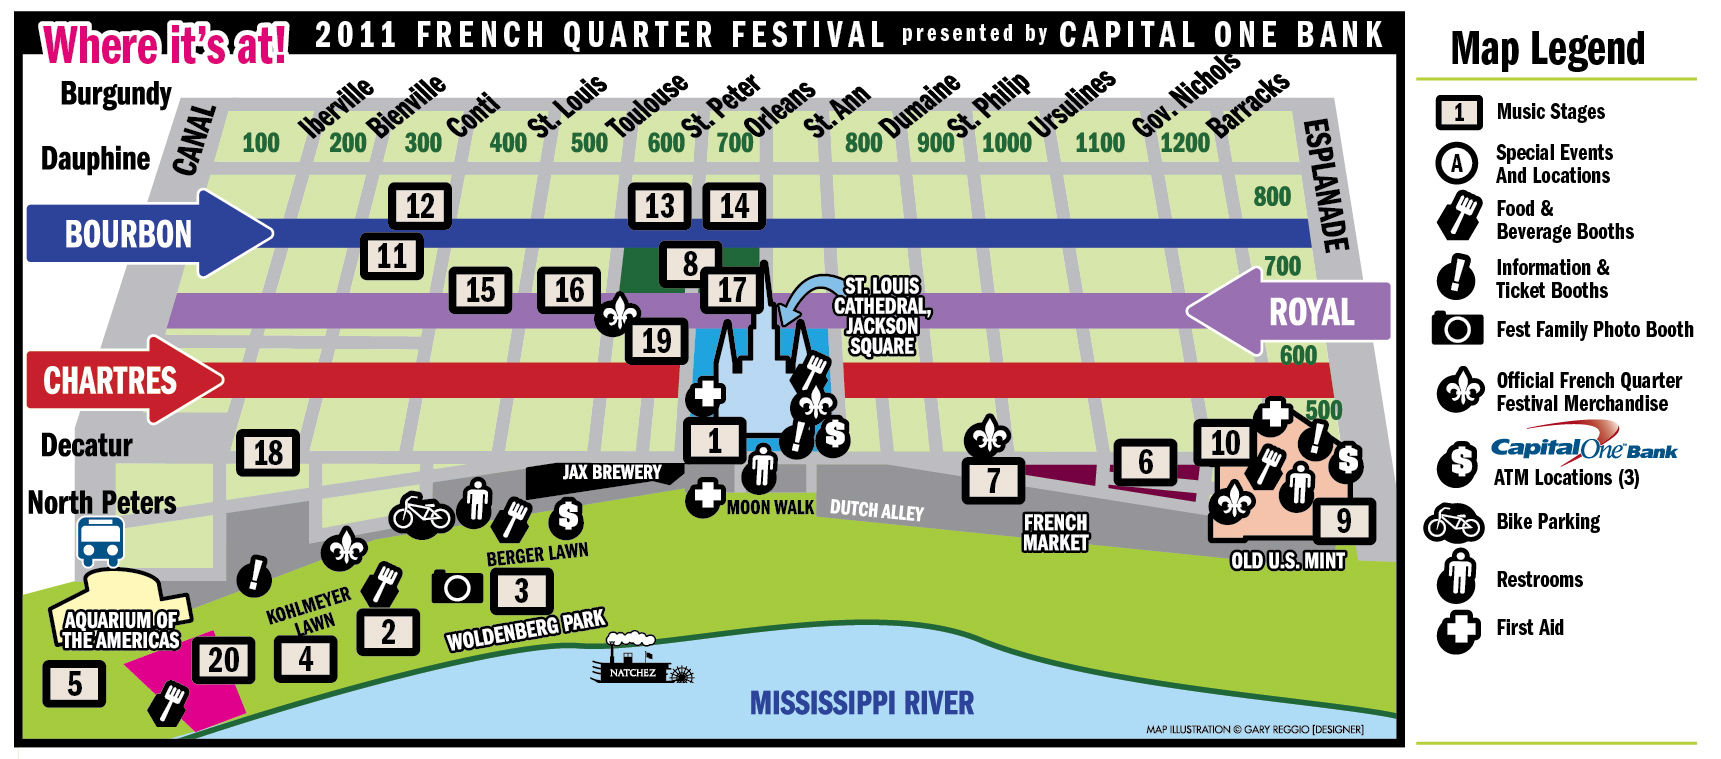 Where it's at!
2011 FRENCH QUARTER FESTIVAL presented by CAPITAL ONE BANK
Burgundy
CANAL
Iherville
Bienville
Conti
St. Louis
Toulouse
St. Peter
Orleans
St. Ann
Dumaine
St. Philip
Ursulines
Gov. Nichols
Barracks
ESPLANADE
100
200
300
400
500
600
700
800
900
1000
1100
1200
Dauphine
800
12
13
14
BOURBON
11
8
700
15
16
17
ST. LOUIS
CATHEDRAL,
JACKSON
SQUARE
ROYAL
19
600
CHARTRES
500
Decatur
18
1
$
10
$
JAX BREWERY
7
6
North Peters
$
MOON WALK
DUTCH ALLEY
FRENCH
MARKET
9
OLD U.S. MINT
BERGER LAWN
KOHLMEYER
LAWN
3
AQUARIUM OF
THE AMERICAS
2
WOLDENBERG PARK
20
4
5
NATCHEZ
MISSISSIPPI RIVER
MAP ILLUSTRATION © GARY REGGIO [DESIGNER]
Map Legend
1 Music Stages
A Special Events
And Locations
Food &
Beverage Booths
Information &
Ticket Booths
Fest Family Photo Booth
Official French Quarter
Festival Merchandise
CapitalOne Bank
$ ATM Locations (3)
Bike Parking
Restrooms
First Aid